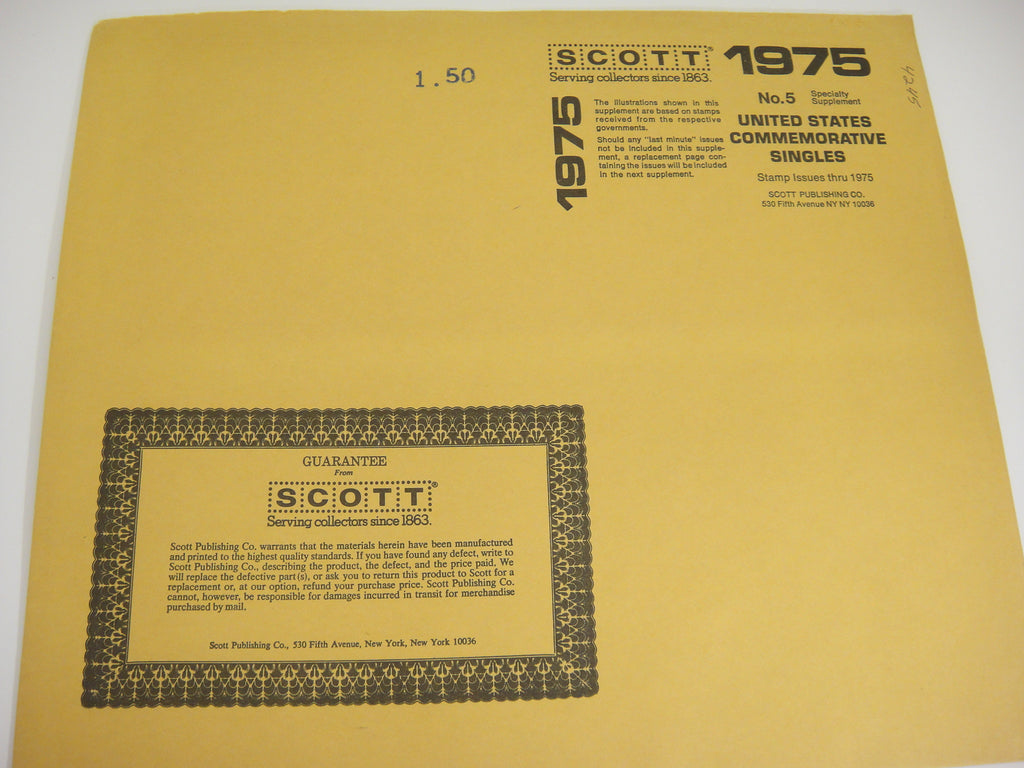 1.50
SCOTT®
Serving collectors since 1863.
1975
1975
The illustrations shown in this
supplement are based on stamps
received from the respective
governments.
Should any "last minute" issues
not be included in this supple-
ment, a replacement page con-
taining the issues will be included
in the next supplement.
No.5 Specialty
Supplement
UNITED STATES
COMMEMORATIVE
SINGLES
Stamp Issues thru 1975
SCOTT PUBLISHING CO.
530 Fifth Avenue NY NY 10036
GUARANTEE
From
SCOTT®
Serving collectors since 1863.
Scott Publishing Co. warrants that the materials herein have been manufactured
and printed to the highest quality standards. If you have found any defect, write to
Scott Publishing Co., describing the product, the defect, and the price paid. We
will replace the defective part(s), or ask you to return this product to Scott for a
replacement or, at our option, refund your purchase price. Scott Publishing Co.
cannot, however, be responsible for damages incurred in transit for merchandise
purchased by mail.
Scott Publishing Co., 530 Fifth Avenue, New York, New York 10036